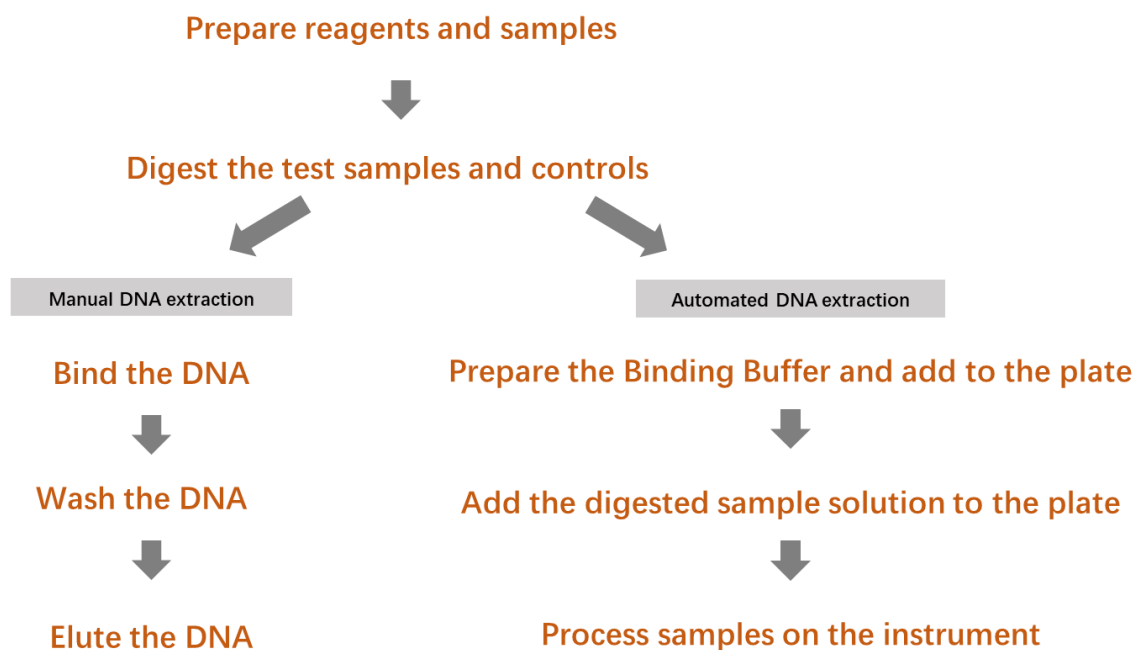 Prepare reagents and samples
Digest the test samples and controls
Manual DNA extraction
Bind the DNA
Wash the DNA
Elute the DNA
Automated DNA extraction
Prepare the Binding Buffer and add to the plate
Add the digested sample solution to the plate
Process samples on the instrument